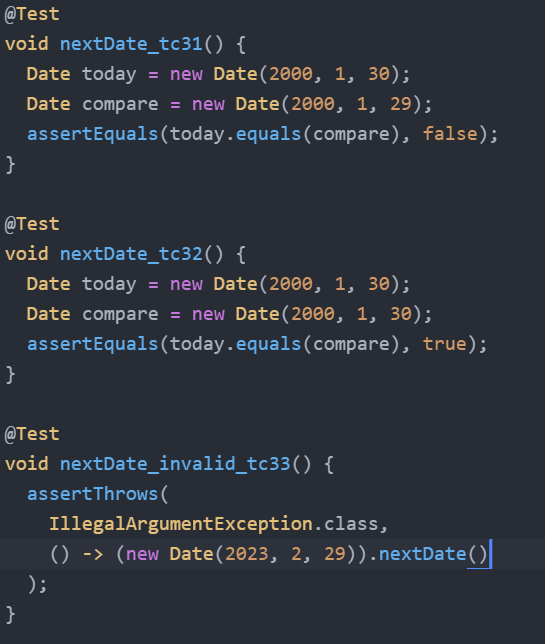 @Test
void nextDate_tc31() {
  Date today = new Date(2000, 1, 30);
  Date compare = new Date(2000, 1, 29);
  assertEquals(today.equals(compare), false);
}

@Test
void nextDate_tc32() {
  Date today = new Date(2000, 1, 30);
  Date compare = new Date(2000, 1, 30);
  assertEquals(today.equals(compare), true);
}

@Test
void nextDate_invalid_tc33() {
  assertThrows(
    IllegalArgumentException.class,
    () -> (new Date(2023, 2, 29)).nextDate()
  );
}